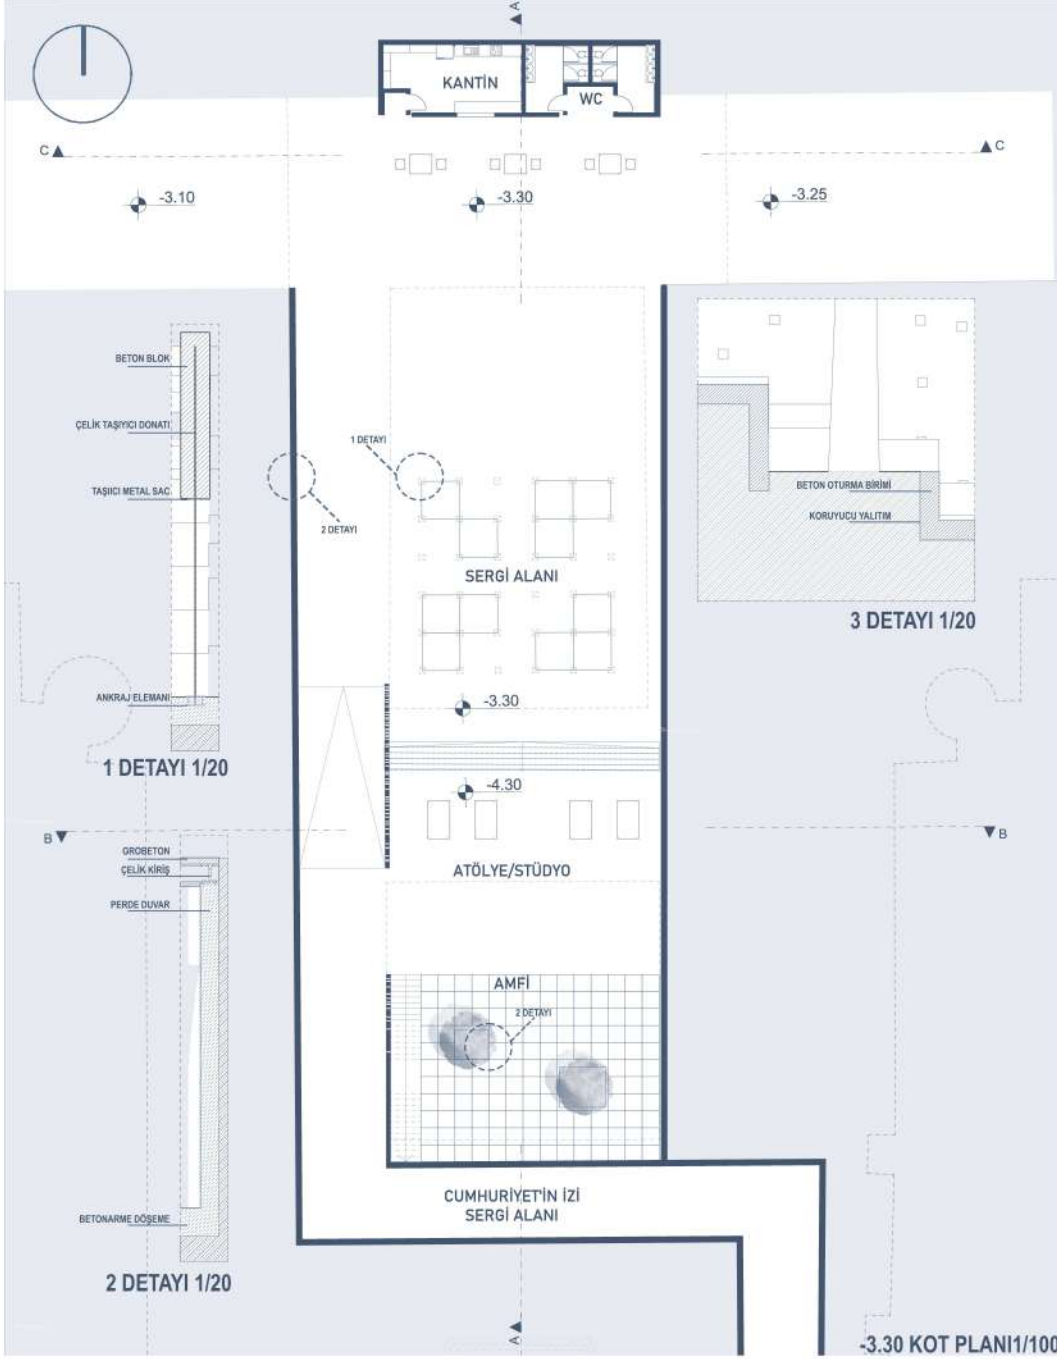 A
KANTİN
WC
C
C
-3.10
-3.30
-3.25
BETON BLOK
ÇELİK TAŞIYICI DONATI
TAŞIICI METAL SAC
ANKRAJ ELEMANI
1 DETAYI 1/20
1 DETAYI
2 DETAYI
SERGİ ALANI
BETON OTURMA BİRİMİ
KORUYUCU YALITIM
3 DETAYI 1/20
-3.30
-4.30
B
B
ATÖLYE/STÜDYO
GROBETON
ÇELİK KİRİŞ
PERDE DUVAR
BETONARME DÖŞEME
2 DETAYI 1/20
AMFİ
2 DETAYI
CUMHURİYET'İN İZİ
SERGİ ALANI
A
-3.30 KOT PLANI1/100